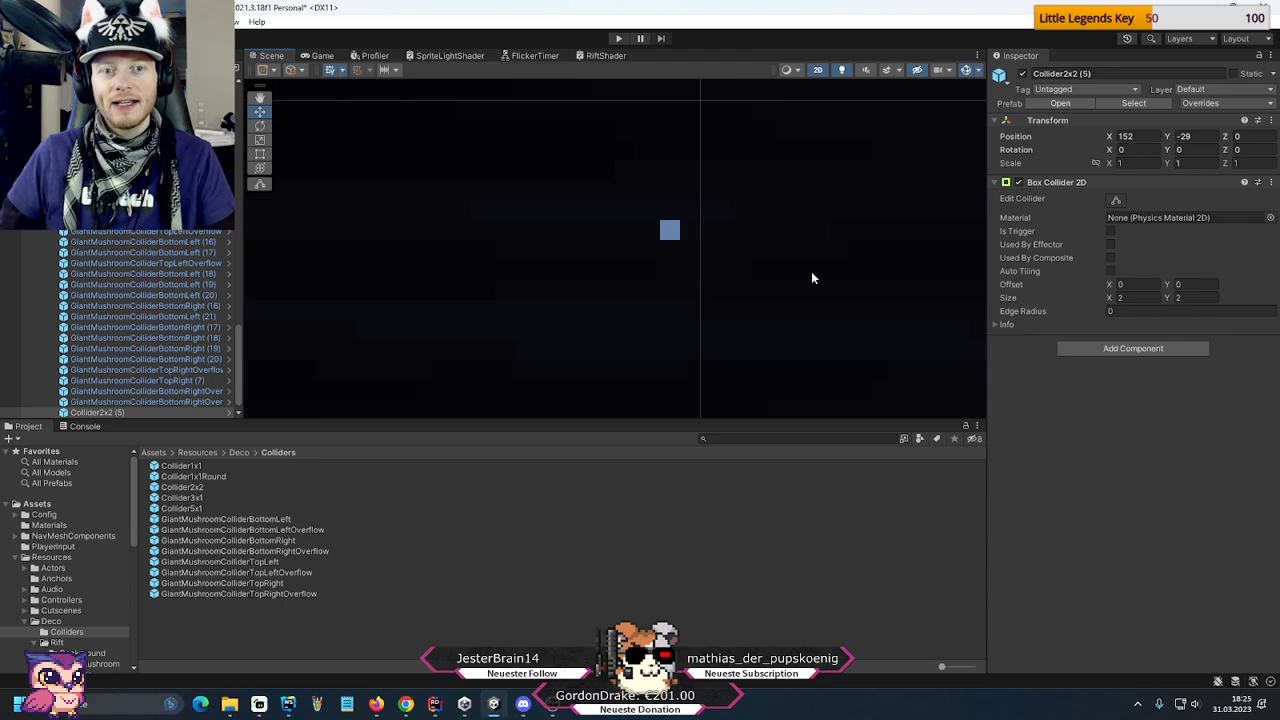 2021.3.18f1 Personal* <DX11>
Help
Little Legends Key 50 100
Layers Layout
Scene Game Profiler SpriteLightShader FlickerTimer RiftShader
2D
Inspector
Collider2x2 (5) Static
Tag Untagged Layer Default
Prefab Open Select Overrides
Transform
Position X 152 Y -29 Z 0
Rotation X 0 Y 0 Z 0
Scale X 1 Y 1 Z 1
Box Collider 2D
Edit Collider
Material None (Physics Material 2D)
Is Trigger
Used By Effector
Used By Composite
Auto Tiling
Offset X 0 Y 0
Size X 2 Y 2
Edge Radius 0
Info
Add Component
GiantMushroomColliderTopLeftOverflow
GiantMushroomColliderBottomLeft (16)
GiantMushroomColliderBottomLeft (17)
GiantMushroomColliderTopLeftOverflow
GiantMushroomColliderBottomLeft (18)
GiantMushroomColliderBottomLeft (19)
GiantMushroomColliderBottomLeft (20)
GiantMushroomColliderBottomRight (16)
GiantMushroomColliderBottomLeft (21)
GiantMushroomColliderBottomRight (17)
GiantMushroomColliderBottomRight (18)
GiantMushroomColliderBottomRight (19)
GiantMushroomColliderBottomRight (20)
GiantMushroomColliderTopRightOverflow
GiantMushroomColliderTopRight (7)
GiantMushroomColliderBottomRightOver
GiantMushroomColliderBottomRightOver
Collider2x2 (5)
Project Console
8
Favorites
All Materials
All Models
All Prefabs
Assets
Config
Materials
NavMeshComponents
PlayerInput
Resources
Actors
Anchors
Audio
Controllers
Cutscenes
Deco
Colliders
Rift
Assets Resources Deco Colliders
Collider1x1
Collider1x1Round
Collider2x2
Collider3x1
Collider5x1
GiantMushroomColliderBottomLeft
GiantMushroomColliderBottomLeftOverflow
GiantMushroomColliderBottomRight
GiantMushroomColliderBottomRightOverflow
GiantMushroomColliderTopLeft
GiantMushroomColliderTopLeftOverflow
GiantMushroomColliderTopRight
GiantMushroomColliderTopRightOverflow
JesterBrain14
Neuester Follow
mathias_der_pupskoenig
Neueste Subscription
GordonDrake: €201.00
Neueste Donation
18:25
31.03.2023